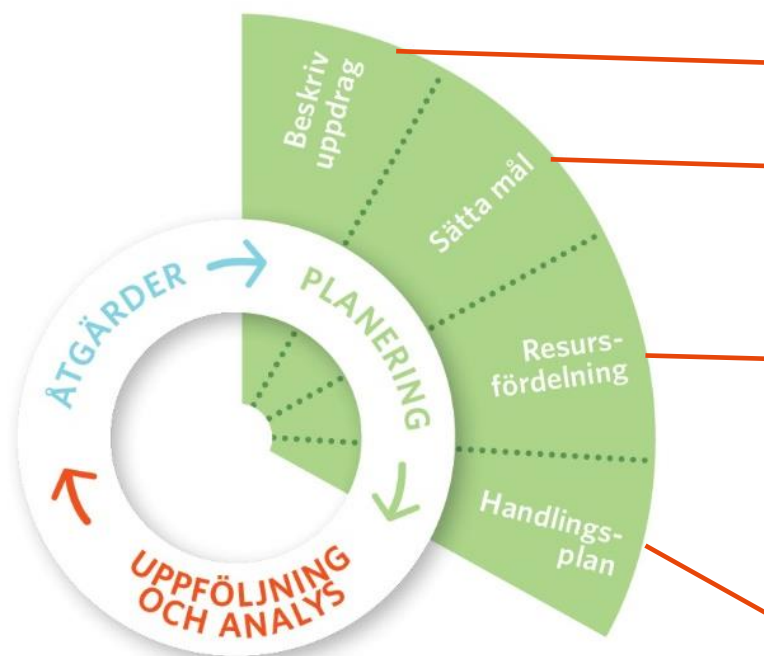 Beskriv
uppdrag
Sätta mål
Resurs-
fördelning
Handlings-
plan
ÅTGÄRDER
PLANERING
UPPFÖLJNING
OCH ANALYS